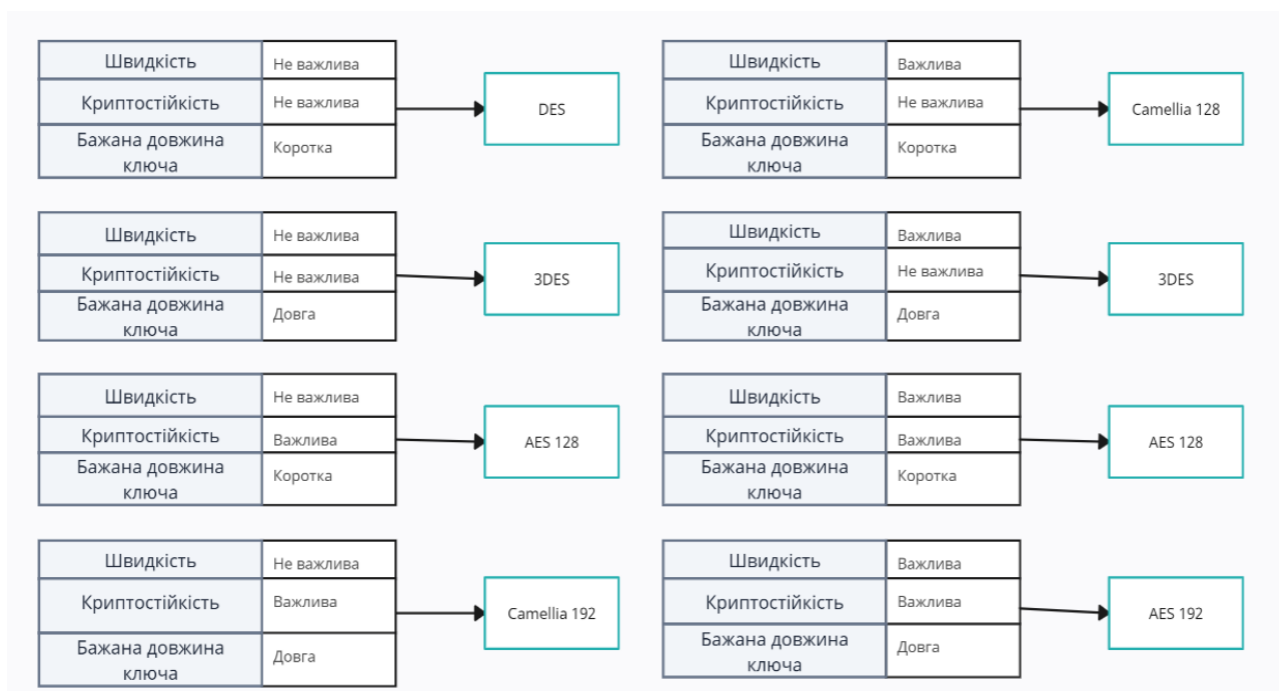 Швидкість Не важлива
Криптостійкість Не важлива
DES
Бажана довжина
ключа
Коротка
Швидкість Важлива
Криптостійкість Не важлива
Camellia 128
Бажана довжина
ключа
Коротка
Швидкість Не важлива
Криптостійкість Не важлива
3DES
Бажана довжина
ключа
Довга
Швидкість Важлива
Криптостійкість Не важлива
3DES
Бажана довжина
ключа
Довга
Швидкість Не важлива
Криптостійкість Важлива
AES 128
Бажана довжина
ключа
Коротка
Швидкість Важлива
Криптостійкість Важлива
AES 128
Бажана довжина
ключа
Коротка
Швидкість Не важлива
Криптостійкість Важлива
Camellia 192
Бажана довжина
ключа
Довга
Швидкість Важлива
Криптостійкість Важлива
AES 192
Бажана довжина
ключа
Довга